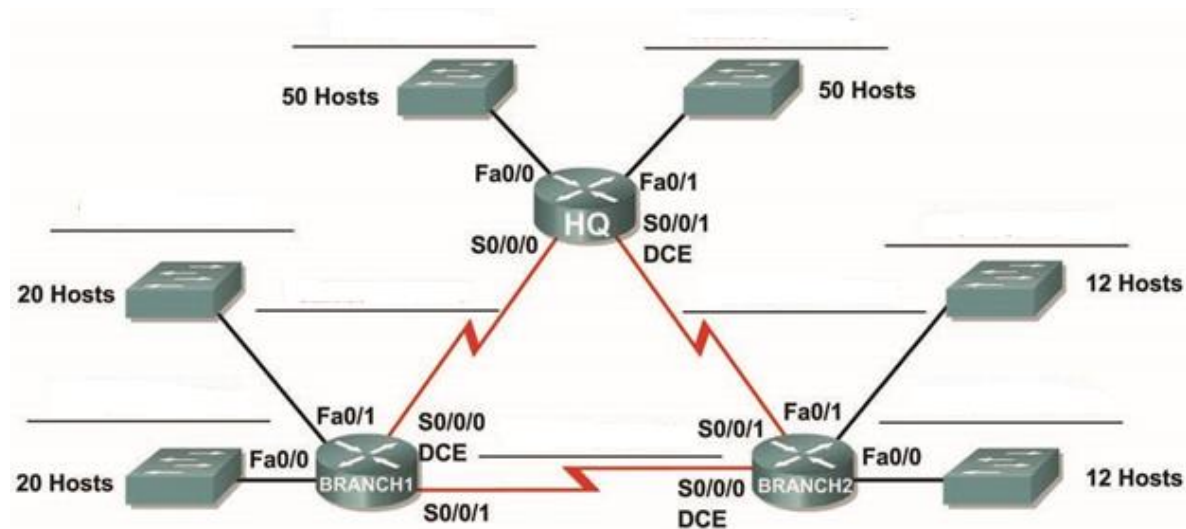 50 Hosts
50 Hosts
Fa0/0
Fa0/1
HQ
S0/0/0
S0/0/1
DCE
20 Hosts
12 Hosts
Fa0/1
S0/0/0
DCE
S0/0/1
Fa0/1
20 Hosts
Fa0/0
BRANCH1
S0/0/1
S0/0/0
DCE
BRANCH2
Fa0/0
12 Hosts